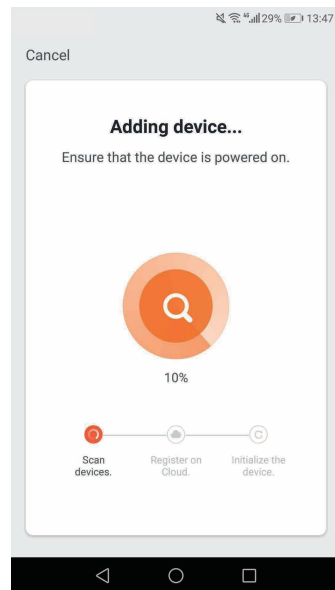 29% 13:47
Cancel
Adding device...
Ensure that the device is powered on.
10%
Scan devices.
Register on Cloud.
Initialize the device.